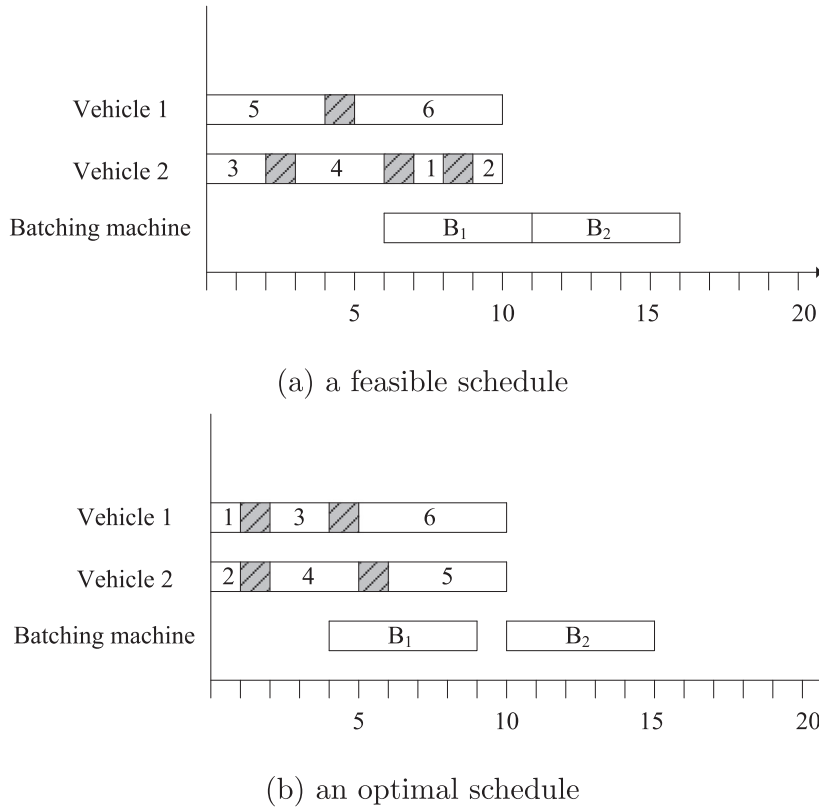 Vehicle 1 5 6
Vehicle 2 3 4 1 2
Batching machine B₁ B₂
5 10 15 20
(a) a feasible schedule
Vehicle 1 1 3 6
Vehicle 2 2 4 5
Batching machine B₁ B₂
5 10 15 20
(b) an optimal schedule